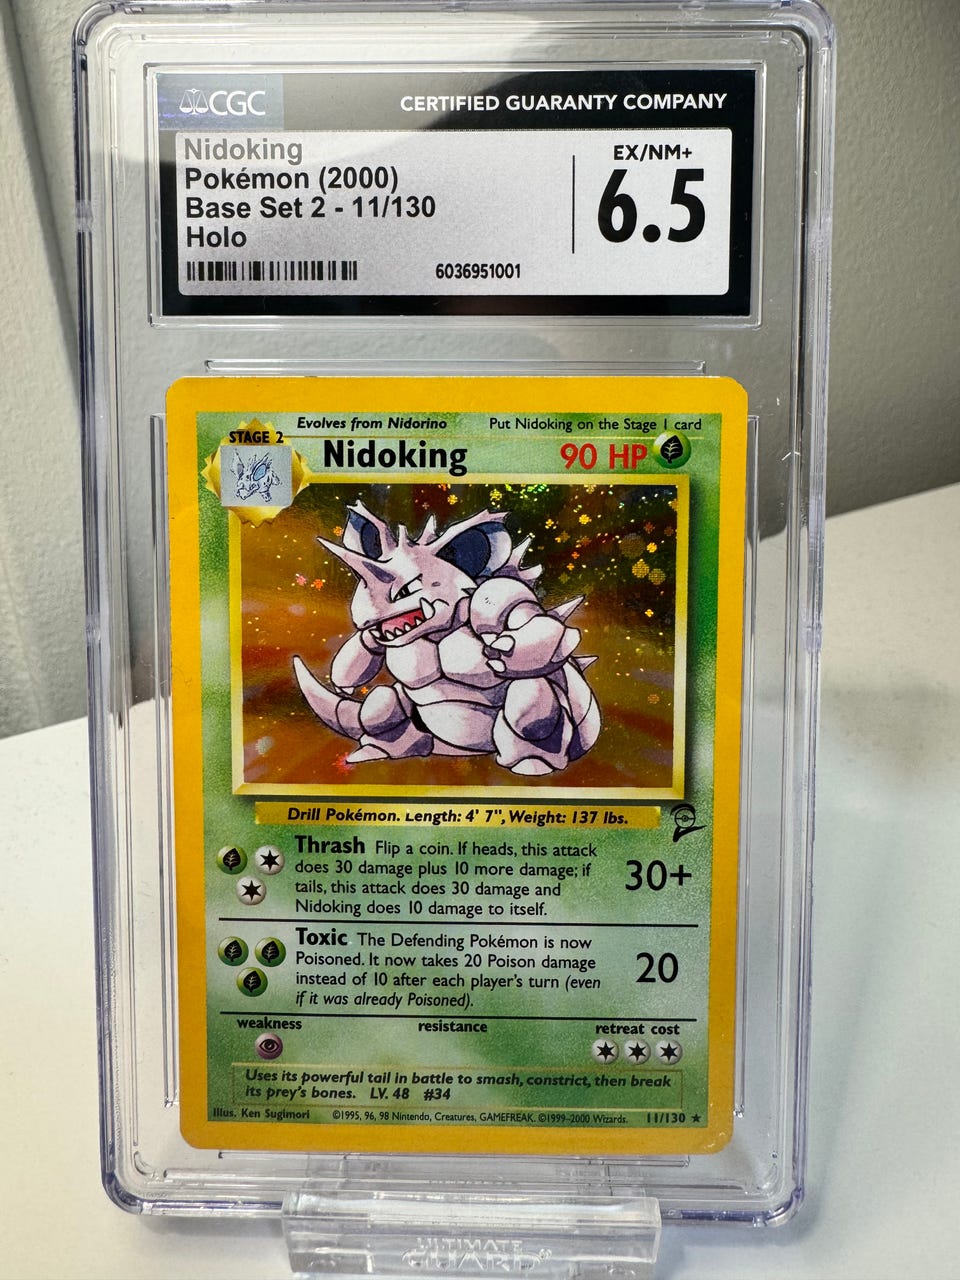 CGC
CERTIFIED GUARANTY COMPANY
Nidoking
Pokémon (2000)
Base Set 2 - 11/130
Holo
6036951001
EX/NM+
6.5
STAGE 2
Evolves from Nidorino
Put Nidoking on the Stage 1 card
Nidoking
90 HP
Drill Pokémon. Length: 4' 7", Weight: 137 lbs.
Thrash Flip a coin. If heads, this attack
does 30 damage plus 10 more damage; if
tails, this attack does 30 damage and
Nidoking does 10 damage to itself.
30+
Toxic The Defending Pokémon is now
Poisoned. It now takes 20 Poison damage
instead of 10 after each player's turn (even
if it was already Poisoned).
20
weakness
resistance
retreat cost
Uses its powerful tail in battle to smash, constrict, then break
its prey's bones. LV. 48 #34
Illus. Ken Sugimori
©1995, 96, 98 Nintendo, Creatures, GAMEFREAK. ©1999-2000 Wizards.
11/130 ★
ULTIMATE
GUARD